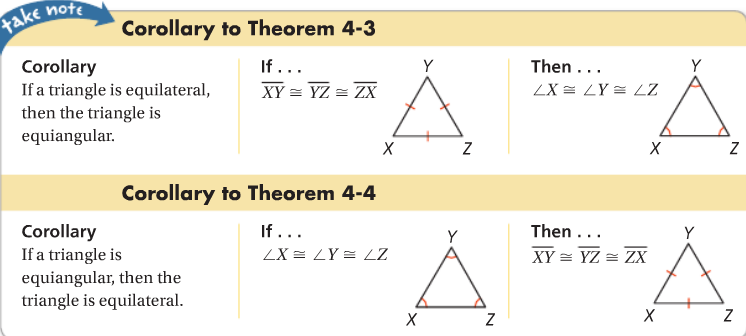 take note
Corollary to Theorem 4-3
Corollary
If a triangle is equilateral,
then the triangle is
equiangular.
If . . .
XY ≅ YZ ≅ ZX
Y
X
Z
Then . . .
∠X ≅ ∠Y ≅ ∠Z
Y
X
Z
Corollary to Theorem 4-4
Corollary
If a triangle is
equiangular, then the
triangle is equilateral.
If . . .
∠X ≅ ∠Y ≅ ∠Z
Y
X
Z
Then . . .
XY ≅ YZ ≅ ZX
Y
X
Z